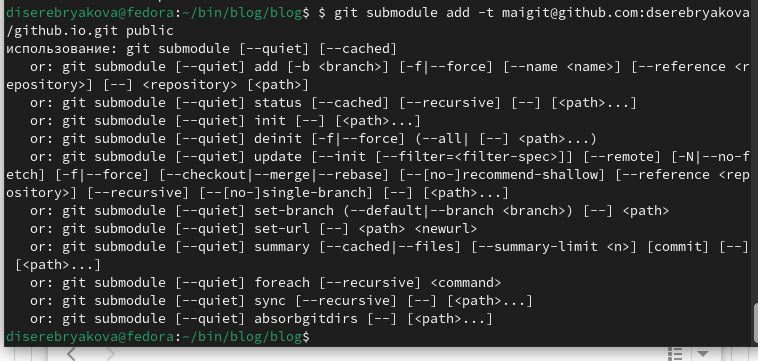 diserebryakova@fedora:~/bin/blog/blog$ $ git submodule add -t maigit@github.com:dserebryakova
/github.io.git public
использование: git submodule [--quiet] [--cached]
or: git submodule [--quiet] add [-b <branch>] [-f|--force] [--name <name>] [--reference <r
epository>] [--] <repository> [<path>]
or: git submodule [--quiet] status [--cached] [--recursive] [--] [<path>...]
or: git submodule [--quiet] init [--] [<path>...]
or: git submodule [--quiet] deinit [-f|--force] (--all| [--] <path>...)
or: git submodule [--quiet] update [--init [--filter=<filter-spec>]] [--remote] [-N|--no-f
etch] [-f|--force] [--checkout|--merge|--rebase] [--[no-]recommend-shallow] [--reference <rep
ository>] [--recursive] [--[no-]single-branch] [--] [<path>...]
or: git submodule [--quiet] set-branch (--default|--branch <branch>) [--] <path>
or: git submodule [--quiet] set-url [--] <path> <newurl>
or: git submodule [--quiet] summary [--cached|--files] [--summary-limit <n>] [commit] [--]
[<path>...]
or: git submodule [--quiet] foreach [--recursive] <command>
or: git submodule [--quiet] sync [--recursive] [--] [<path>...]
or: git submodule [--quiet] absorbgitdirs [--] [<path>...]
diserebryakova@fedora:~/bin/blog/blog$